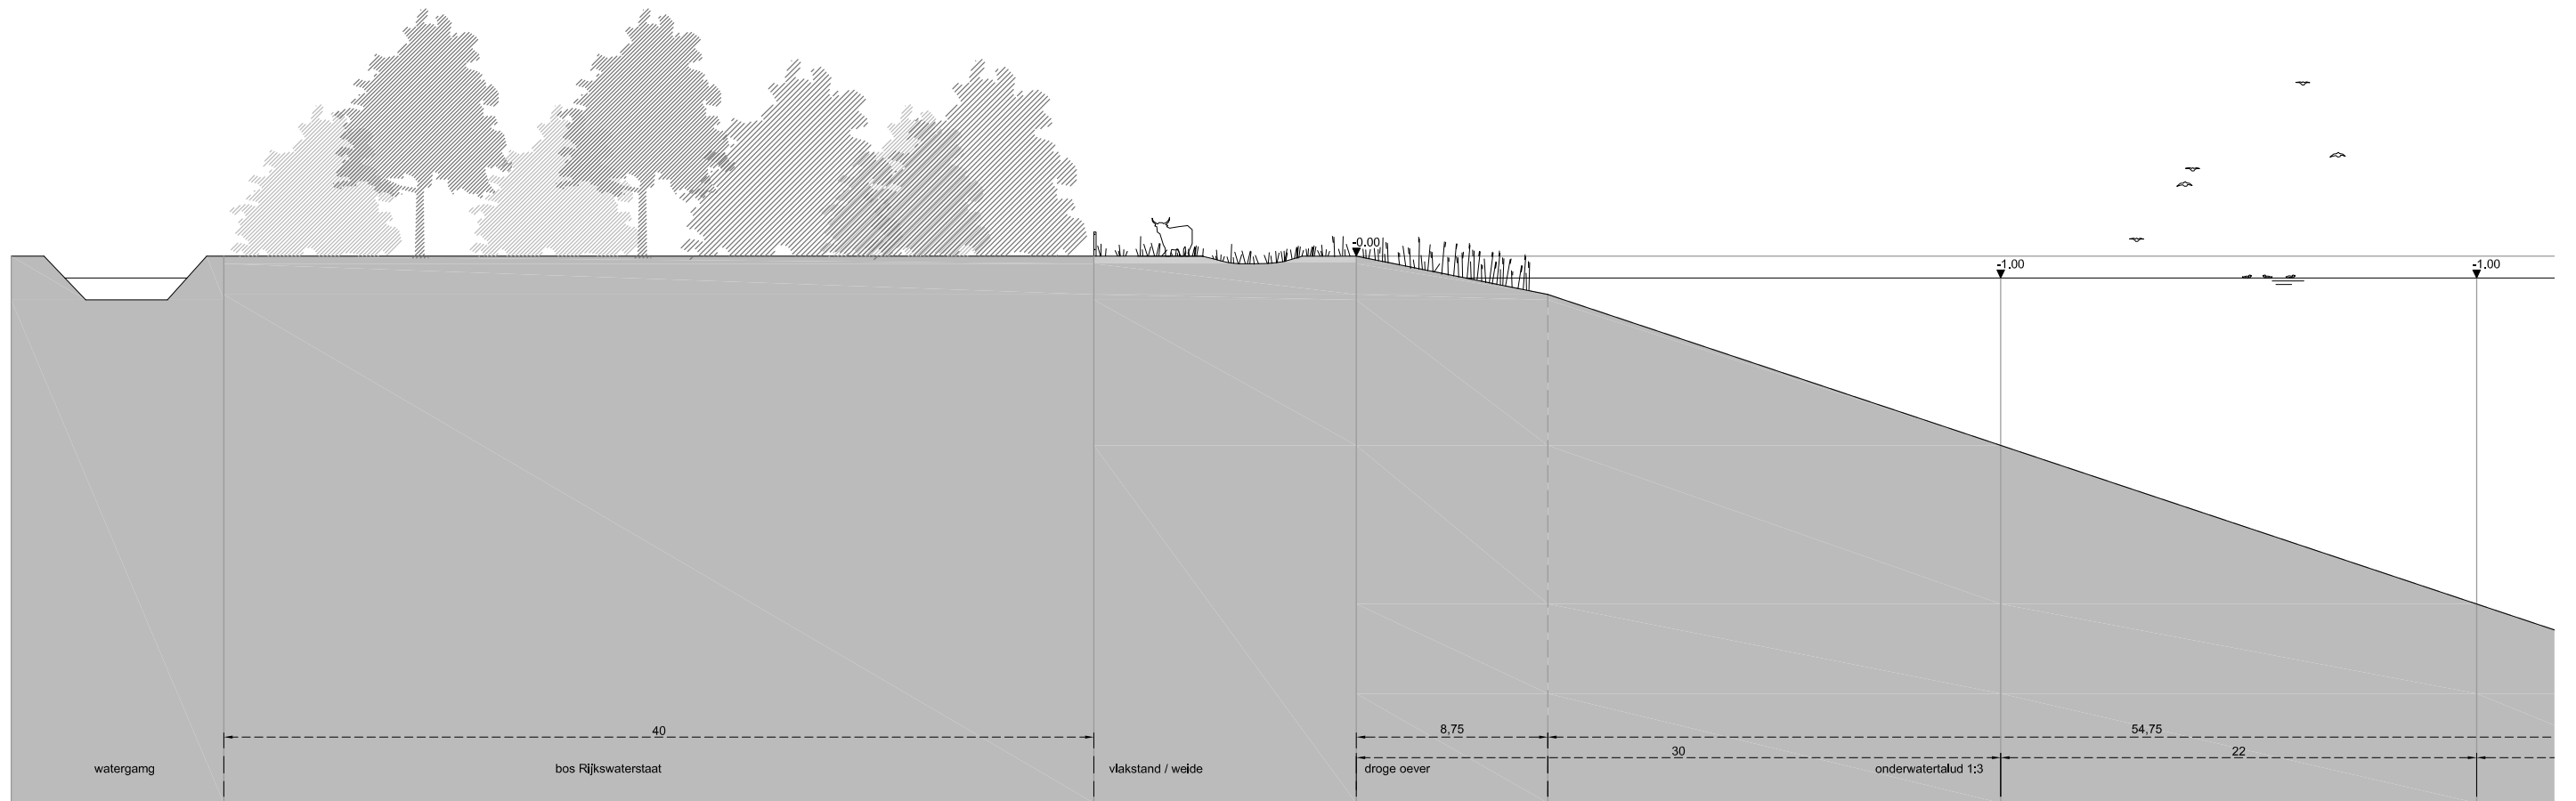 -0.00
-1.00
-1.00
40
8,75
54,75
30
22
watergamg
bos Rijkswaterstaat
vlakstand / weide
droge oever
onderwatertalud 1:3